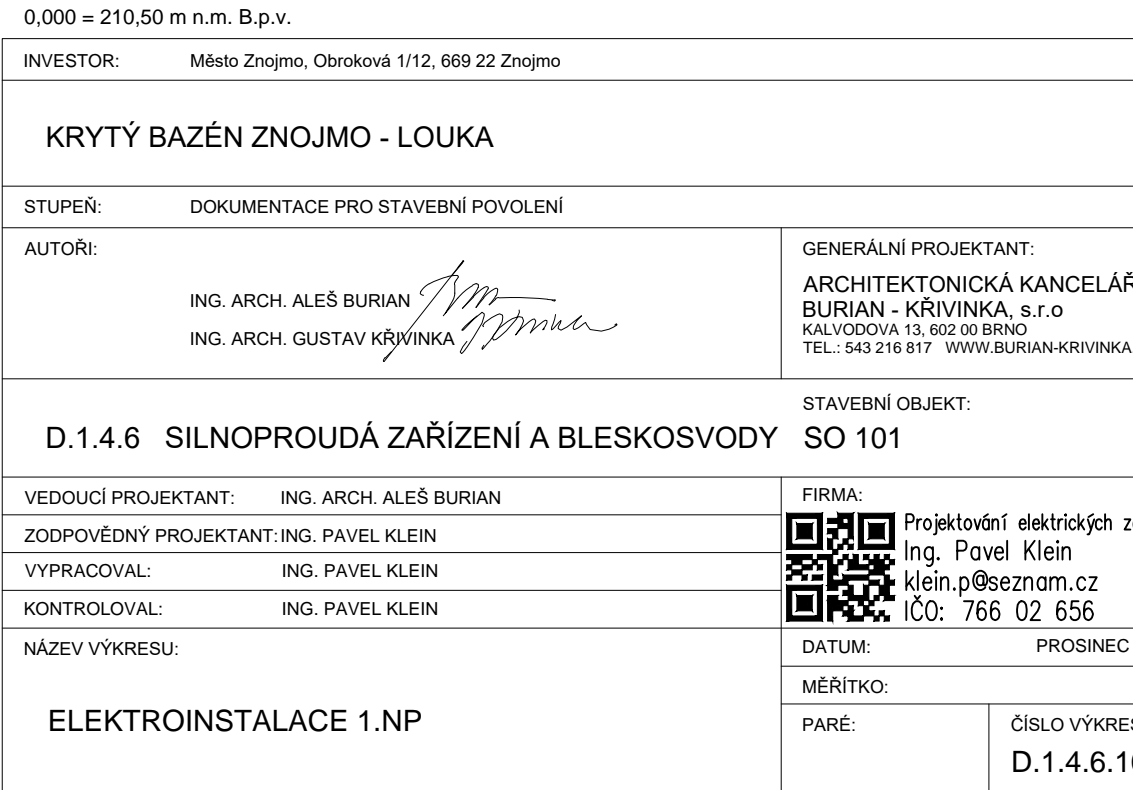 0,000 = 210,50 m n.m. B.p.v.
INVESTOR: Město Znojmo, Obroková 1/12, 669 22 Znojmo
KRYTÝ BAZÉN ZNOJMO - LOUKA
STUPEŇ: DOKUMENTACE PRO STAVEBNÍ POVOLENÍ
AUTOŘI:
ING. ARCH. ALEŠ BURIAN
ING. ARCH. GUSTAV KŘIVINKA
GENERÁLNÍ PROJEKTANT:
ARCHITEKTONICKÁ KANCELÁŘ
BURIAN - KŘIVINKA, s.r.o
KALVODOVA 13, 602 00 BRNO
TEL.: 543 216 817 WWW.BURIAN-KRIVINKA
D.1.4.6 SILNOPROUDÁ ZAŘÍZENÍ A BLESKOSVODY
STAVEBNÍ OBJEKT:
SO 101
VEDOUCÍ PROJEKTANT: ING. ARCH. ALEŠ BURIAN
ZODPOVĚDNÝ PROJEKTANT: ING. PAVEL KLEIN
VYPRACOVAL: ING. PAVEL KLEIN
KONTROLOVAL: ING. PAVEL KLEIN
FIRMA:
Projektování elektrických
Ing. Pavel Klein
klein.p@seznam.cz
IČO: 766 02 656
NÁZEV VÝKRESU:
ELEKTROINSTALACE 1.NP
DATUM: PROSINEC
MĚŘÍTKO:
PARÉ:
ČÍSLO
D.1.4.6.1